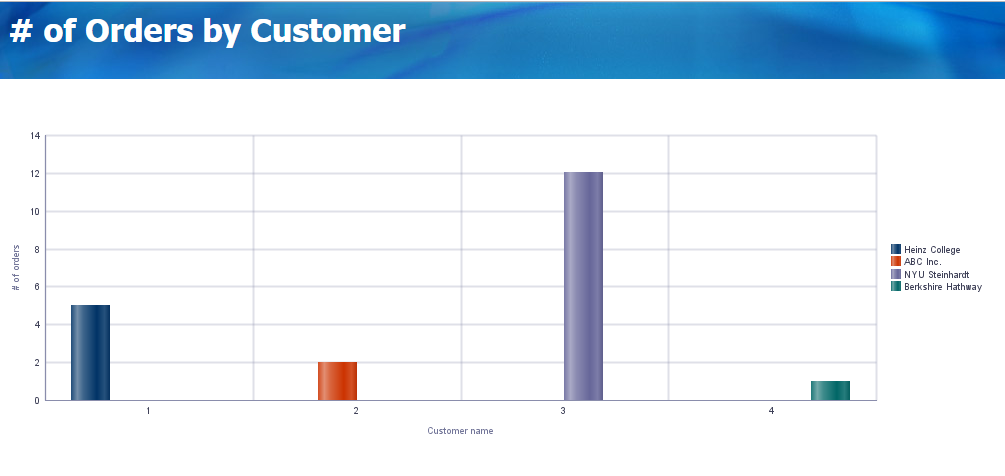 # of Orders by Customer
14
12
10
8
6
4
2
0
# of orders
1 2 3 4
Customer name
Heinz College
ABC Inc.
NYU Steinhardt
Berkshire Hathway